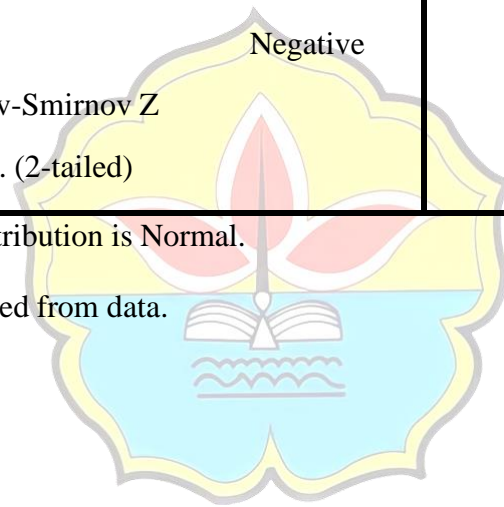 Negative
v-Smirnov Z
. (2-tailed)
tribution is Normal.
ed from data.